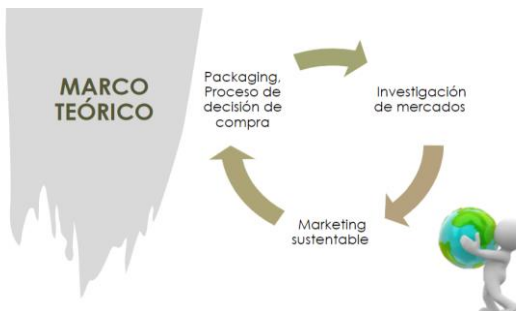 MARCO
TEÓRICO
Packaging,
Proceso de
decisión de
compra
Investigación
de mercados
Marketing
sustentable